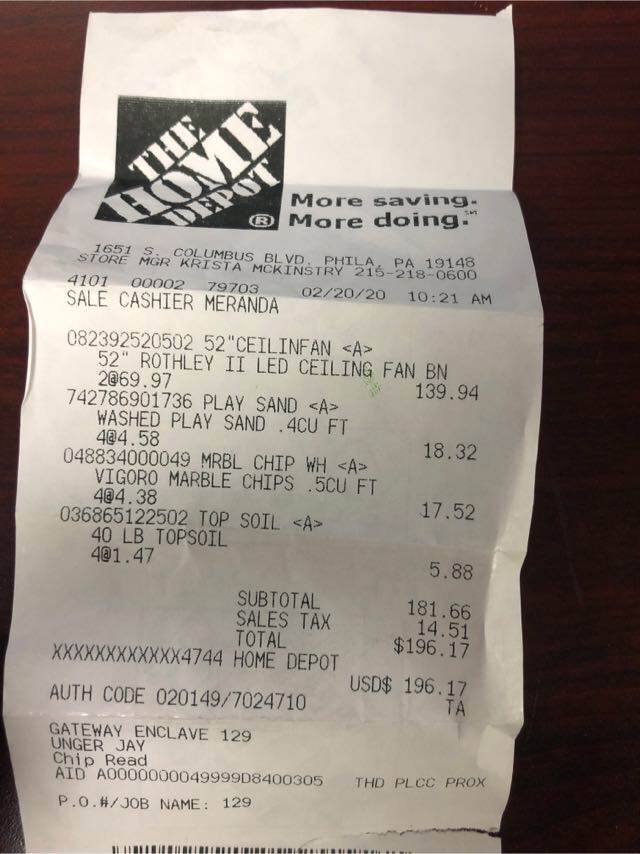 THE
HOME
DEPOT
®
More saving.
More doing.℠
1651 S. COLUMBUS BLVD. PHILA, PA 19148
STORE MGR KRISTA MCKINSTRY 215-218-0600
4101 00002 79703 02/20/20 10:21 AM
SALE CASHIER MERANDA
082392520502 52"CEILINFAN <A>
52" ROTHLEY II LED CEILING FAN BN
2@69.97 139.94
742786901736 PLAY SAND <A>
WASHED PLAY SAND .4CU FT
4@4.58 18.32
048834000049 MRBL CHIP WH <A>
VIGORO MARBLE CHIPS .5CU FT
4@4.38 17.52
036865122502 TOP SOIL <A>
40 LB TOPSOIL
4@1.47 5.88
SUBTOTAL 181.66
SALES TAX 14.51
TOTAL $196.17
XXXXXXXXXXXX4744 HOME DEPOT
USD$ 196.17
AUTH CODE 020149/7024710 TA
GATEWAY ENCLAVE 129
UNGER JAY
Chip Read
AID A0000000049999D8400305 THD PLCC PROX
P.O.#/JOB NAME: 129